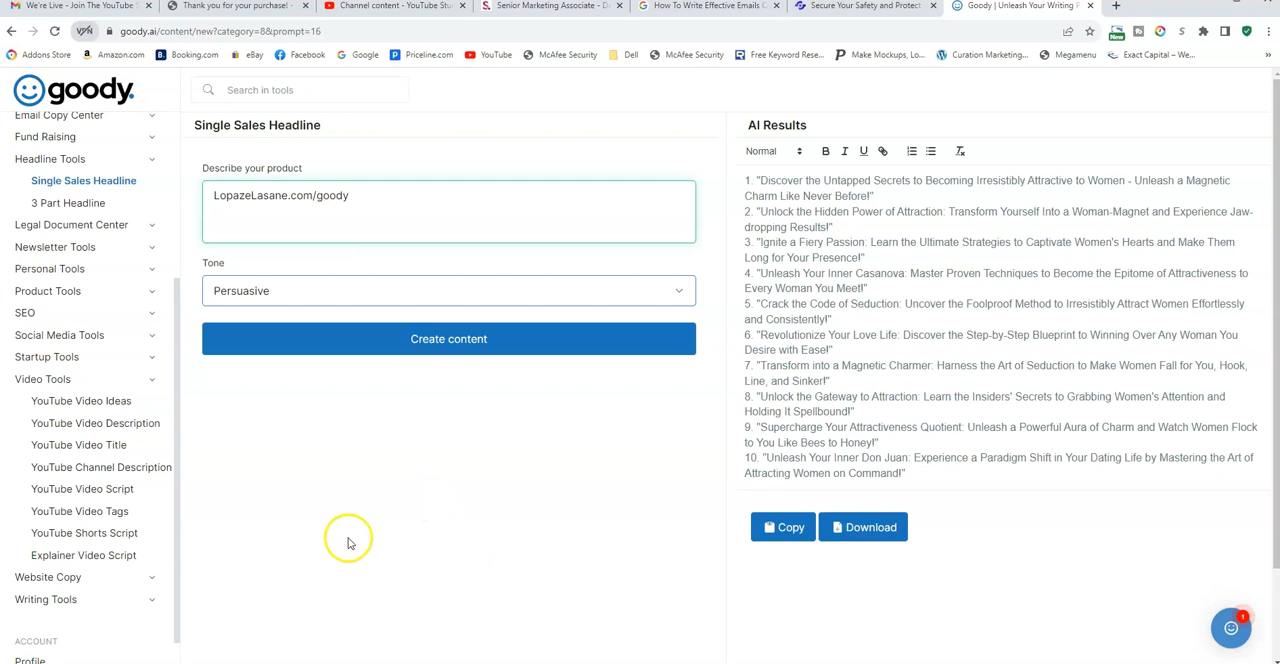 We're Live - Join The YouTube S
Thank you for your purchase! -
Channel content - YouTube Stu
Senior Marketing Associate - De
How To Write Effective Emails C
Secure Your Safety and Protect
Goody | Unleash Your Writing P
VPN
goody.ai/content/new?category=8&prompt=16
New
Addons Store
Amazon.com
Booking.com
eBay
Facebook
Google
Priceline.com
YouTube
McAfee Security
Dell
McAfee Security
Free Keyword Rese...
Make Mockups, Lo...
Curation Marketing...
Megamenu
Exact Capital – We...
»
goody.
Search in tools
Email Copy Center
Fund Raising
Headline Tools
Single Sales Headline
3 Part Headline
Legal Document Center
Newsletter Tools
Personal Tools
Product Tools
SEO
Social Media Tools
Startup Tools
Video Tools
YouTube Video Ideas
YouTube Video Description
YouTube Video Title
YouTube Channel Description
YouTube Video Script
YouTube Video Tags
YouTube Shorts Script
Explainer Video Script
Website Copy
Writing Tools
ACCOUNT
Profile
Single Sales Headline
Describe your product
LopazeLasane.com/goody
Tone
Persuasive
Create content
AI Results
Normal
B I U
1. "Discover the Untapped Secrets to Becoming Irresistibly Attractive to Women - Unleash a Magnetic
Charm Like Never Before!"
2. "Unlock the Hidden Power of Attraction: Transform Yourself Into a Woman-Magnet and Experience Jaw-
dropping Results!"
3. "Ignite a Fiery Passion: Learn the Ultimate Strategies to Captivate Women's Hearts and Make Them
Long for Your Presence!"
4. "Unleash Your Inner Casanova: Master Proven Techniques to Become the Epitome of Attractiveness to
Every Woman You Meet!"
5. "Crack the Code of Seduction: Uncover the Foolproof Method to Irresistibly Attract Women Effortlessly
and Consistently!"
6. "Revolutionize Your Love Life: Discover the Step-by-Step Blueprint to Winning Over Any Woman You
Desire with Ease!"
7. "Transform into a Magnetic Charmer: Harness the Art of Seduction to Make Women Fall for You, Hook,
Line, and Sinker!"
8. "Unlock the Gateway to Attraction: Learn the Insiders' Secrets to Grabbing Women's Attention and
Holding It Spellbound!"
9. "Supercharge Your Attractiveness Quotient: Unleash a Powerful Aura of Charm and Watch Women Flock
to You Like Bees to Honey!"
10. "Unleash Your Inner Don Juan: Experience a Paradigm Shift in Your Dating Life by Mastering the Art of
Attracting Women on Command!"
Copy
Download
1